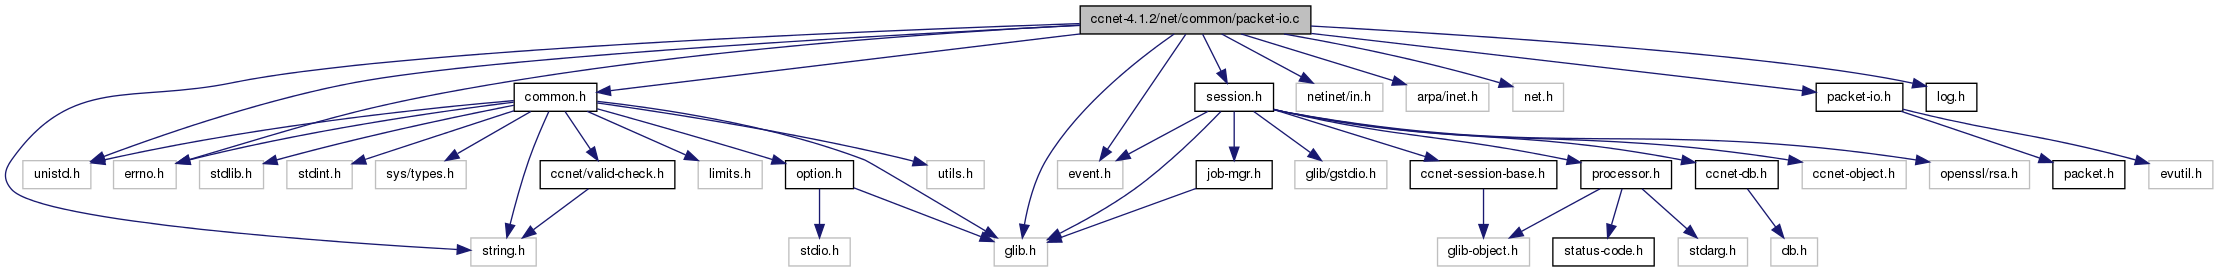 ccnet-4.1.2/net/common/packet-io.c
common.h
session.h
netinet/in.h
arpa/inet.h
net.h
packet-io.h
log.h
unistd.h
errno.h
stdlib.h
stdint.h
sys/types.h
ccnet/valid-check.h
limits.h
option.h
utils.h
event.h
job-mgr.h
glib/gstdio.h
ccnet-session-base.h
processor.h
ccnet-db.h
ccnet-object.h
openssl/rsa.h
packet.h
evutil.h
string.h
stdio.h
glib.h
glib-object.h
status-code.h
stdarg.h
db.h